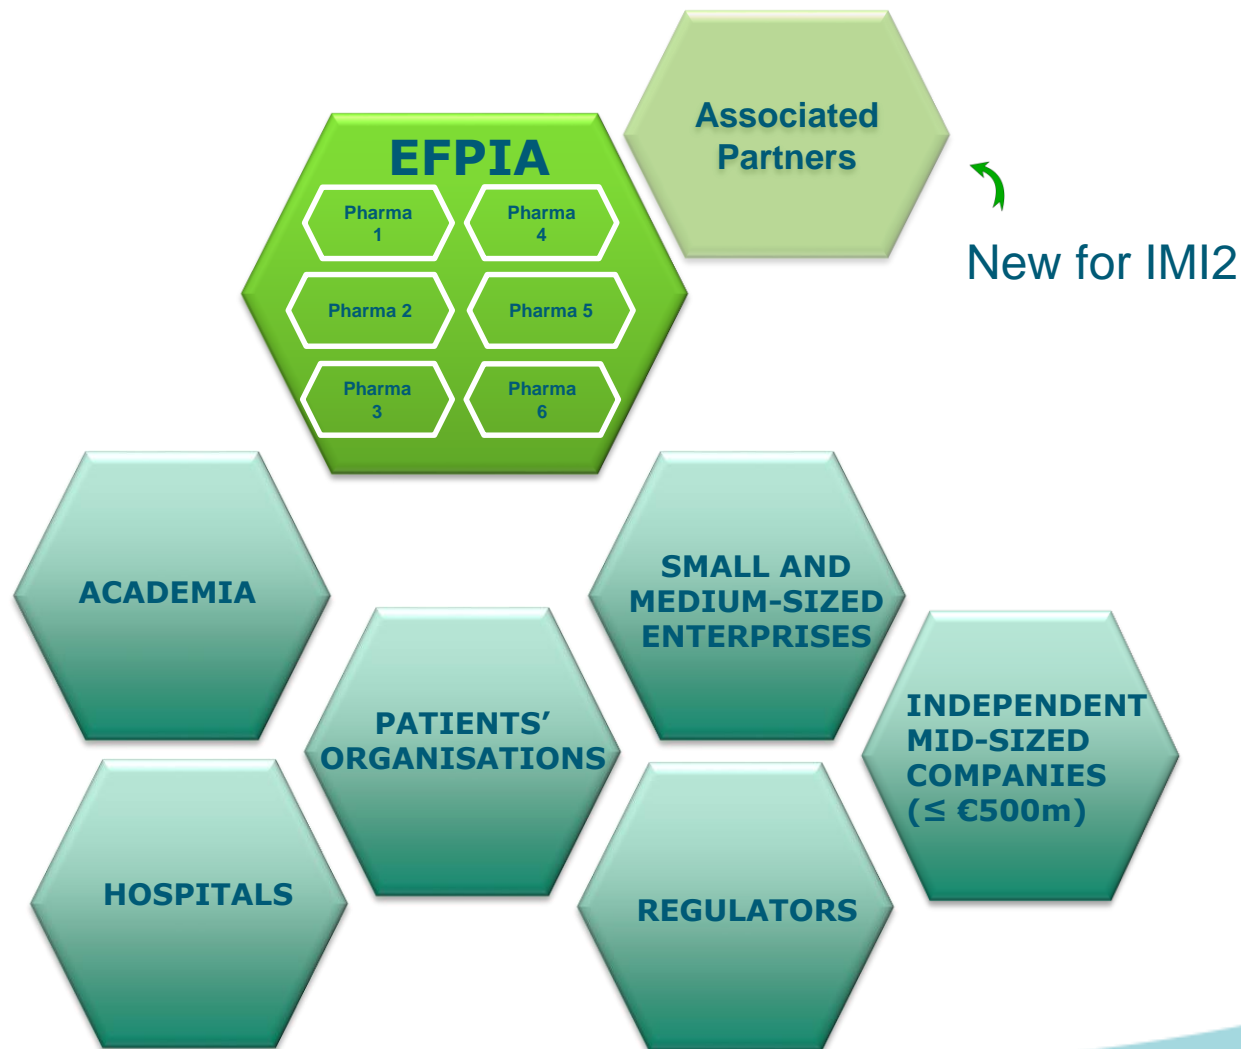 Associated
Partners
EFPIA
Pharma
1
Pharma
4
New for IMI2
Pharma 2
Pharma 5
Pharma
3
Pharma
6
ACADEMIA
SMALL AND
MEDIUM-SIZED
ENTERPRISES
PATIENTS’
ORGANISATIONS
INDEPENDENT
MID-SIZED
COMPANIES
(≤ €500m)
HOSPITALS
REGULATORS